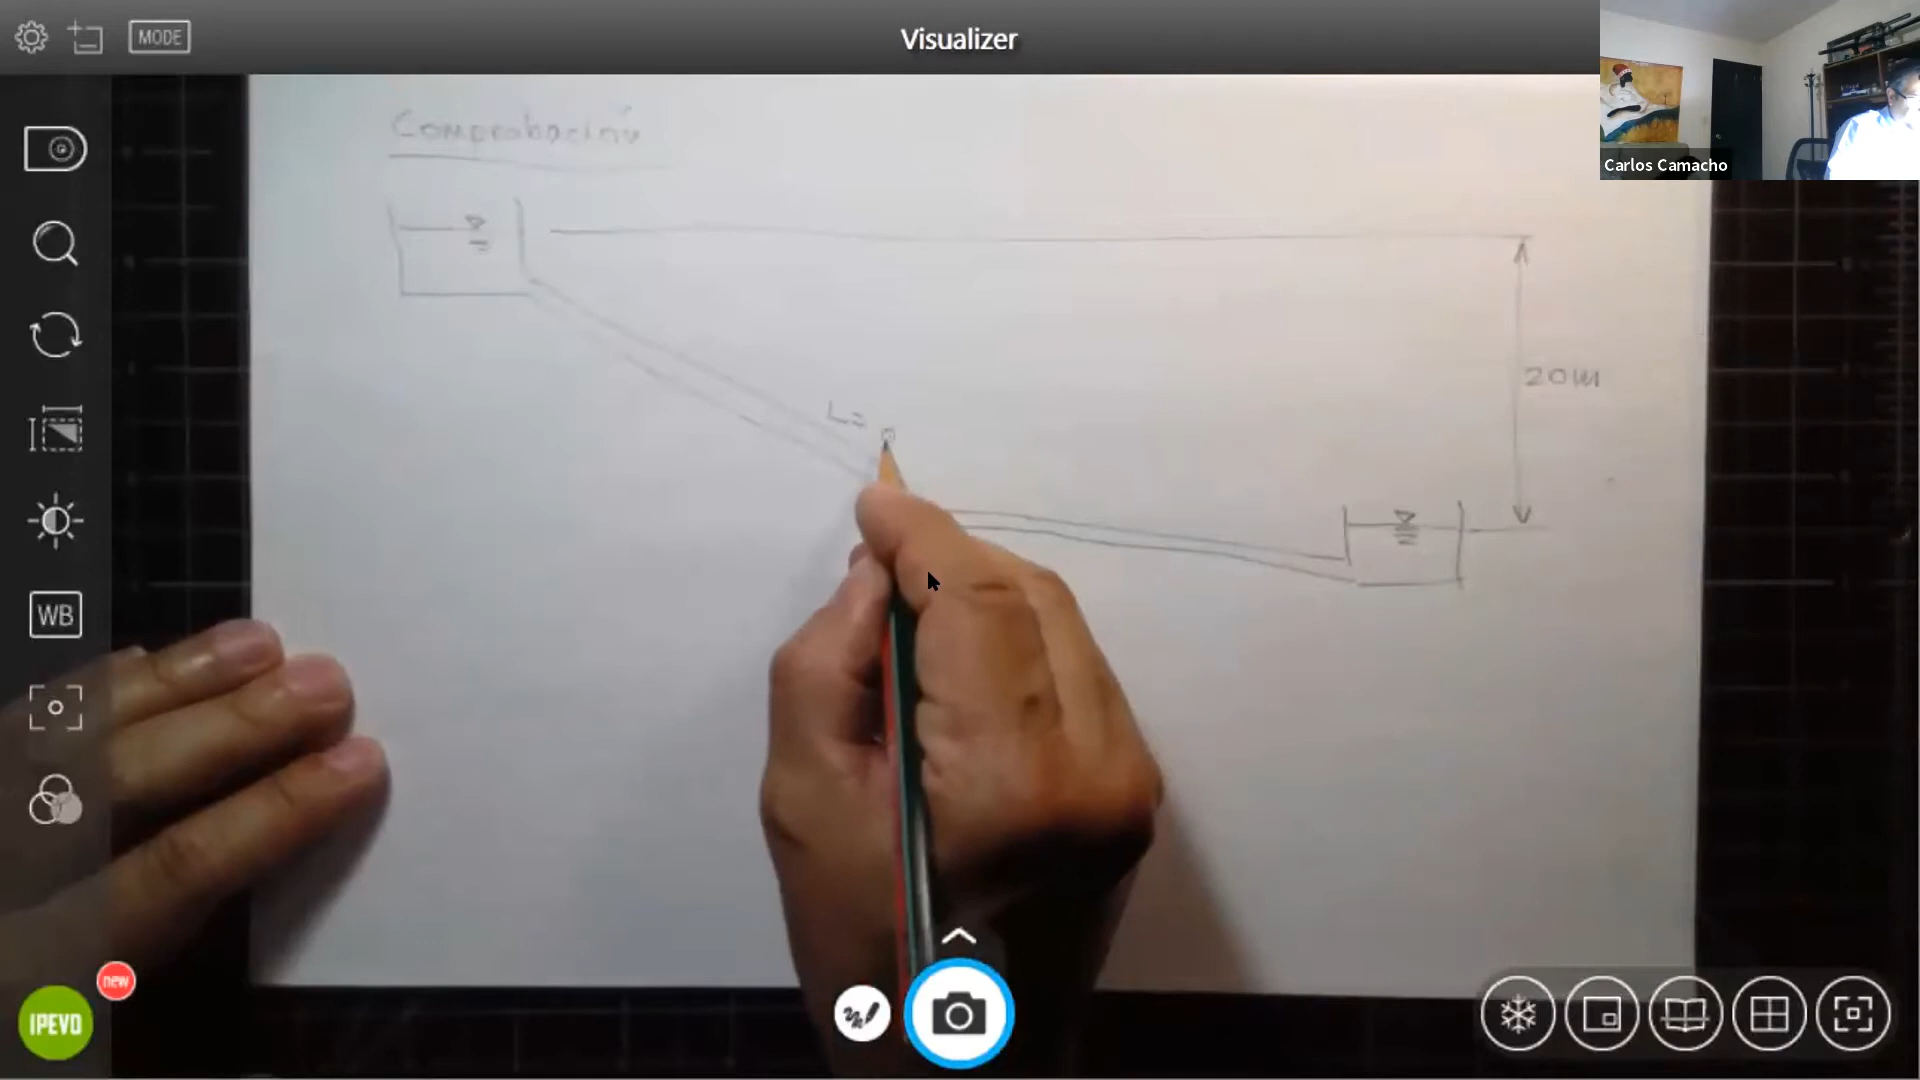 MODE
Visualizer
Carlos Camacho
Comprobación
20m
L=
WB
new
IPEVO